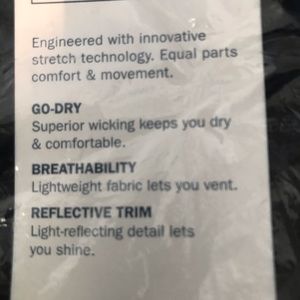 Engineered with innovative
stretch technology. Equal parts
comfort & movement.
GO-DRY
Superior wicking keeps you dry
& comfortable.
BREATHABILITY
Lightweight fabric lets you vent.
REFLECTIVE TRIM
Light-reflecting detail lets
you shine.